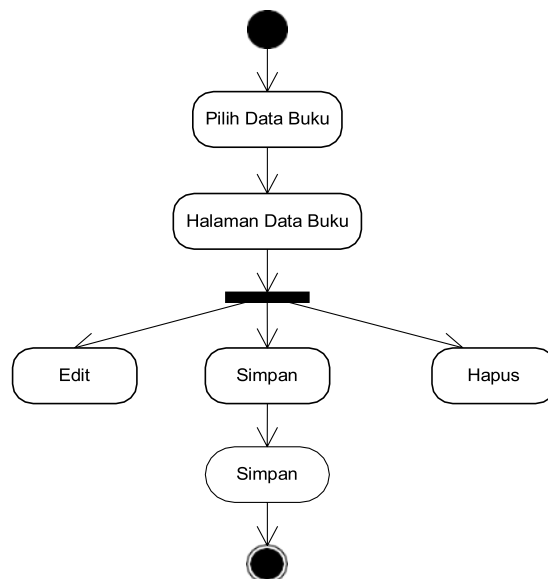 Pilih Data Buku
Halaman Data Buku
Edit
Simpan
Hapus
Simpan